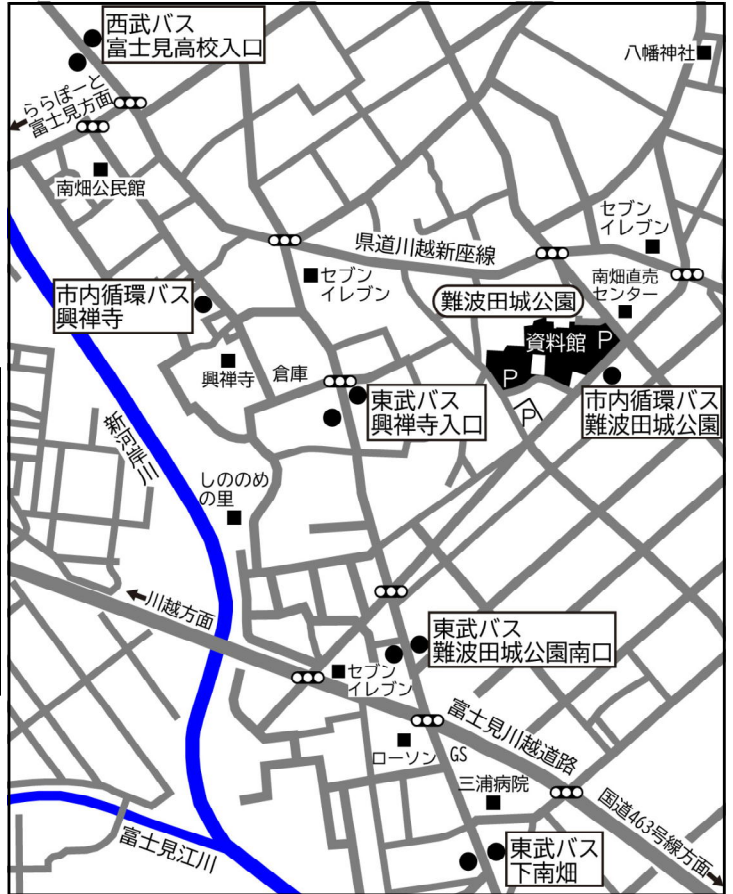 西武バス
富士見高校入口
八幡神社
ららぽーと
富士見方面
南畑公民館
セブン
イレブン
県道川越新座線
南畑直売
センター
市内循環バス
興禅寺
セブン
イレブン
難波田城公園
資料館
P
P
P
興禅寺
倉庫
東武バス
興禅寺入口
市内循環バス
難波田城公園
新河岸川
しののめ
の里
川越方面
東武バス
難波田城公園南口
セブン
イレブン
富士見川越道路
ローソン
GS
三浦病院
国道463号線方面
富士見江川
東武バス
下南畑